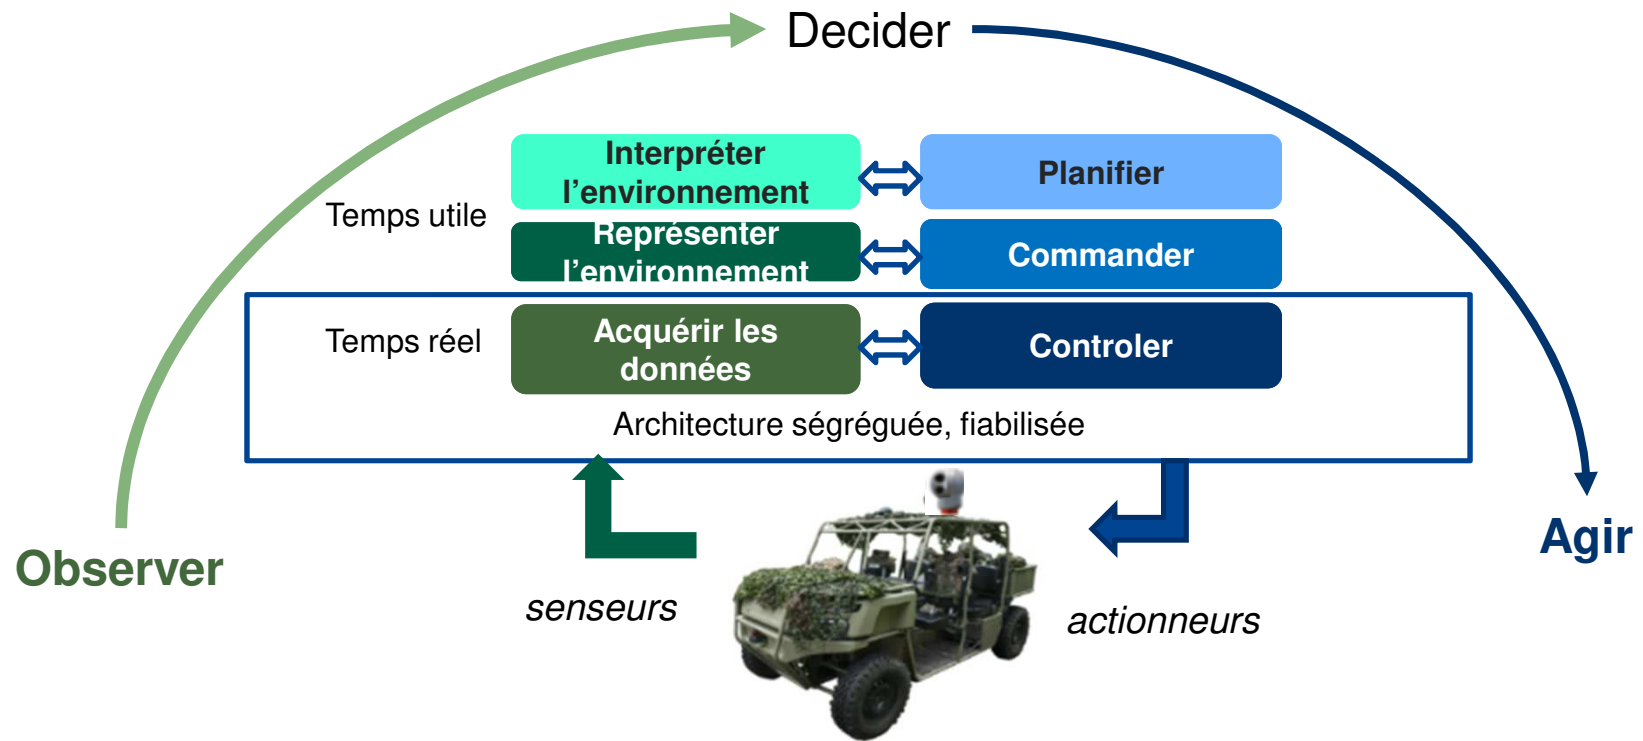 Decider
Interpréter
l’environnement
Planifier
Temps utile
Représenter
l’environnement
Commander
Temps réel
Acquérir les
données
Controler
Architecture ségréguée, fiabilisée
Observer
Agir
senseurs
actionneurs